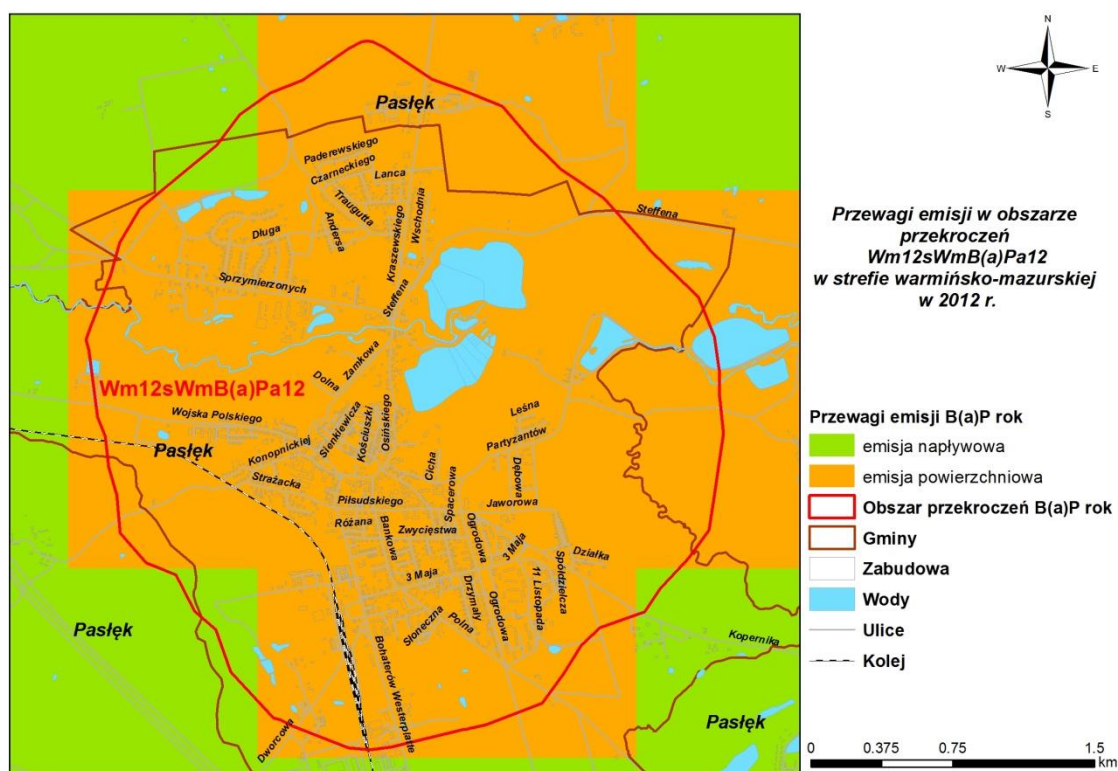 N
W
E
S
Przewagi emisji w obszarze
przekroczeń
Wm12sWmB(a)Pa12
w strefie warmińsko-mazurskiej
w 2012 r.
Przewagi emisji B(a)P rok
emisja napływowa
emisja powierzchniowa
Obszar przekroczeń B(a)P rok
Gminy
Zabudowa
Wody
Ulice
Kolej
0 0.375 0.75 1.5
km
Pasłęk
Paderewskiego
Czarneckiego
Lanca
Traugutta
Andersa
Wschodnia
Kraszewskiego
Steffena
Długa
Sprzymierzonych
Steffena
Zamkowa
Dolna
Wm12sWmB(a)Pa12
Wojska Polskiego
Pasłęk
Konopnickiej
Sienkiewicza
Kościuszki
Osińskiego
Leśna
Partyzantów
Cicha
Spacerowa
Dębowa
Strażacka
Piłsudskiego
Jaworowa
Różana
Bankowa
Zwycięstwa
Ogrodowa
3 Maja
Działka
Spółdzielcza
3 Maja
Drzymały
Ogrodowa
11 Listopada
Słoneczna
Polna
Bohaterów Westerplatte
Dworcowa
Pasłęk
Kopernika
Pasłęk